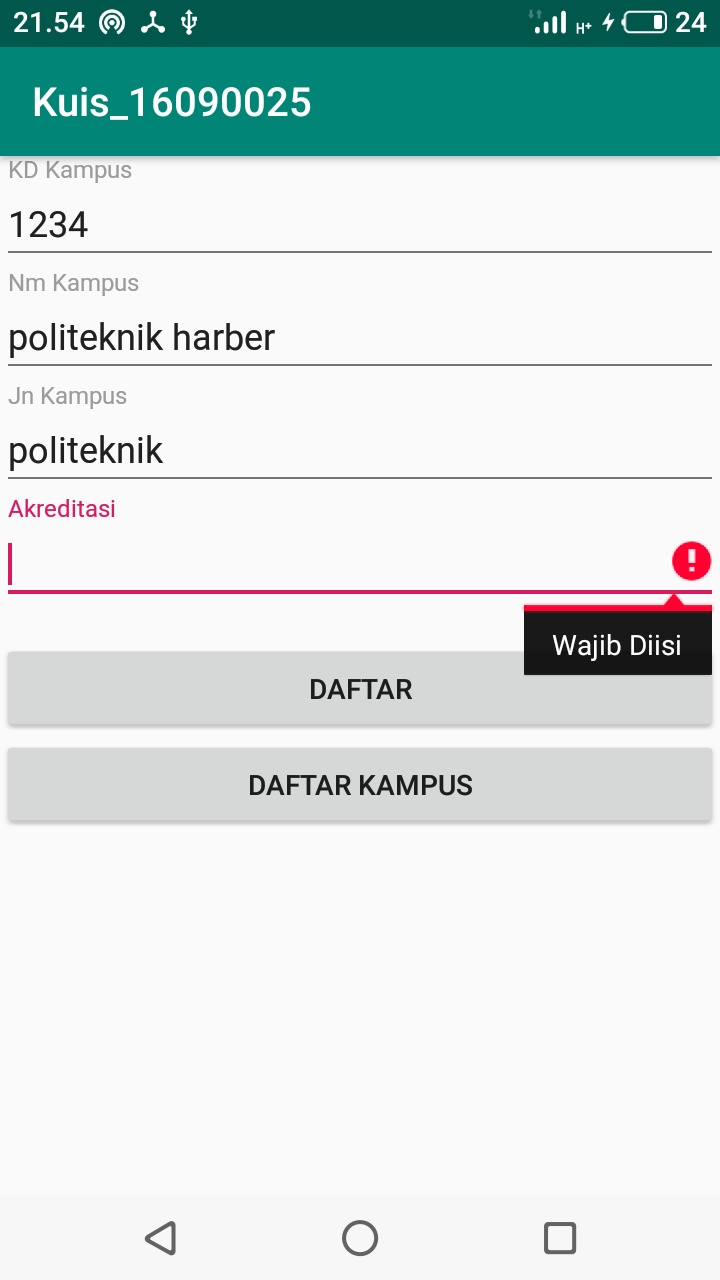 21.54 H+ 24
Kuis_16090025
KD Kampus
1234
Nm Kampus
politeknik harber
Jn Kampus
politeknik
Akreditasi
Wajib Diisi
DAFTAR
DAFTAR KAMPUS